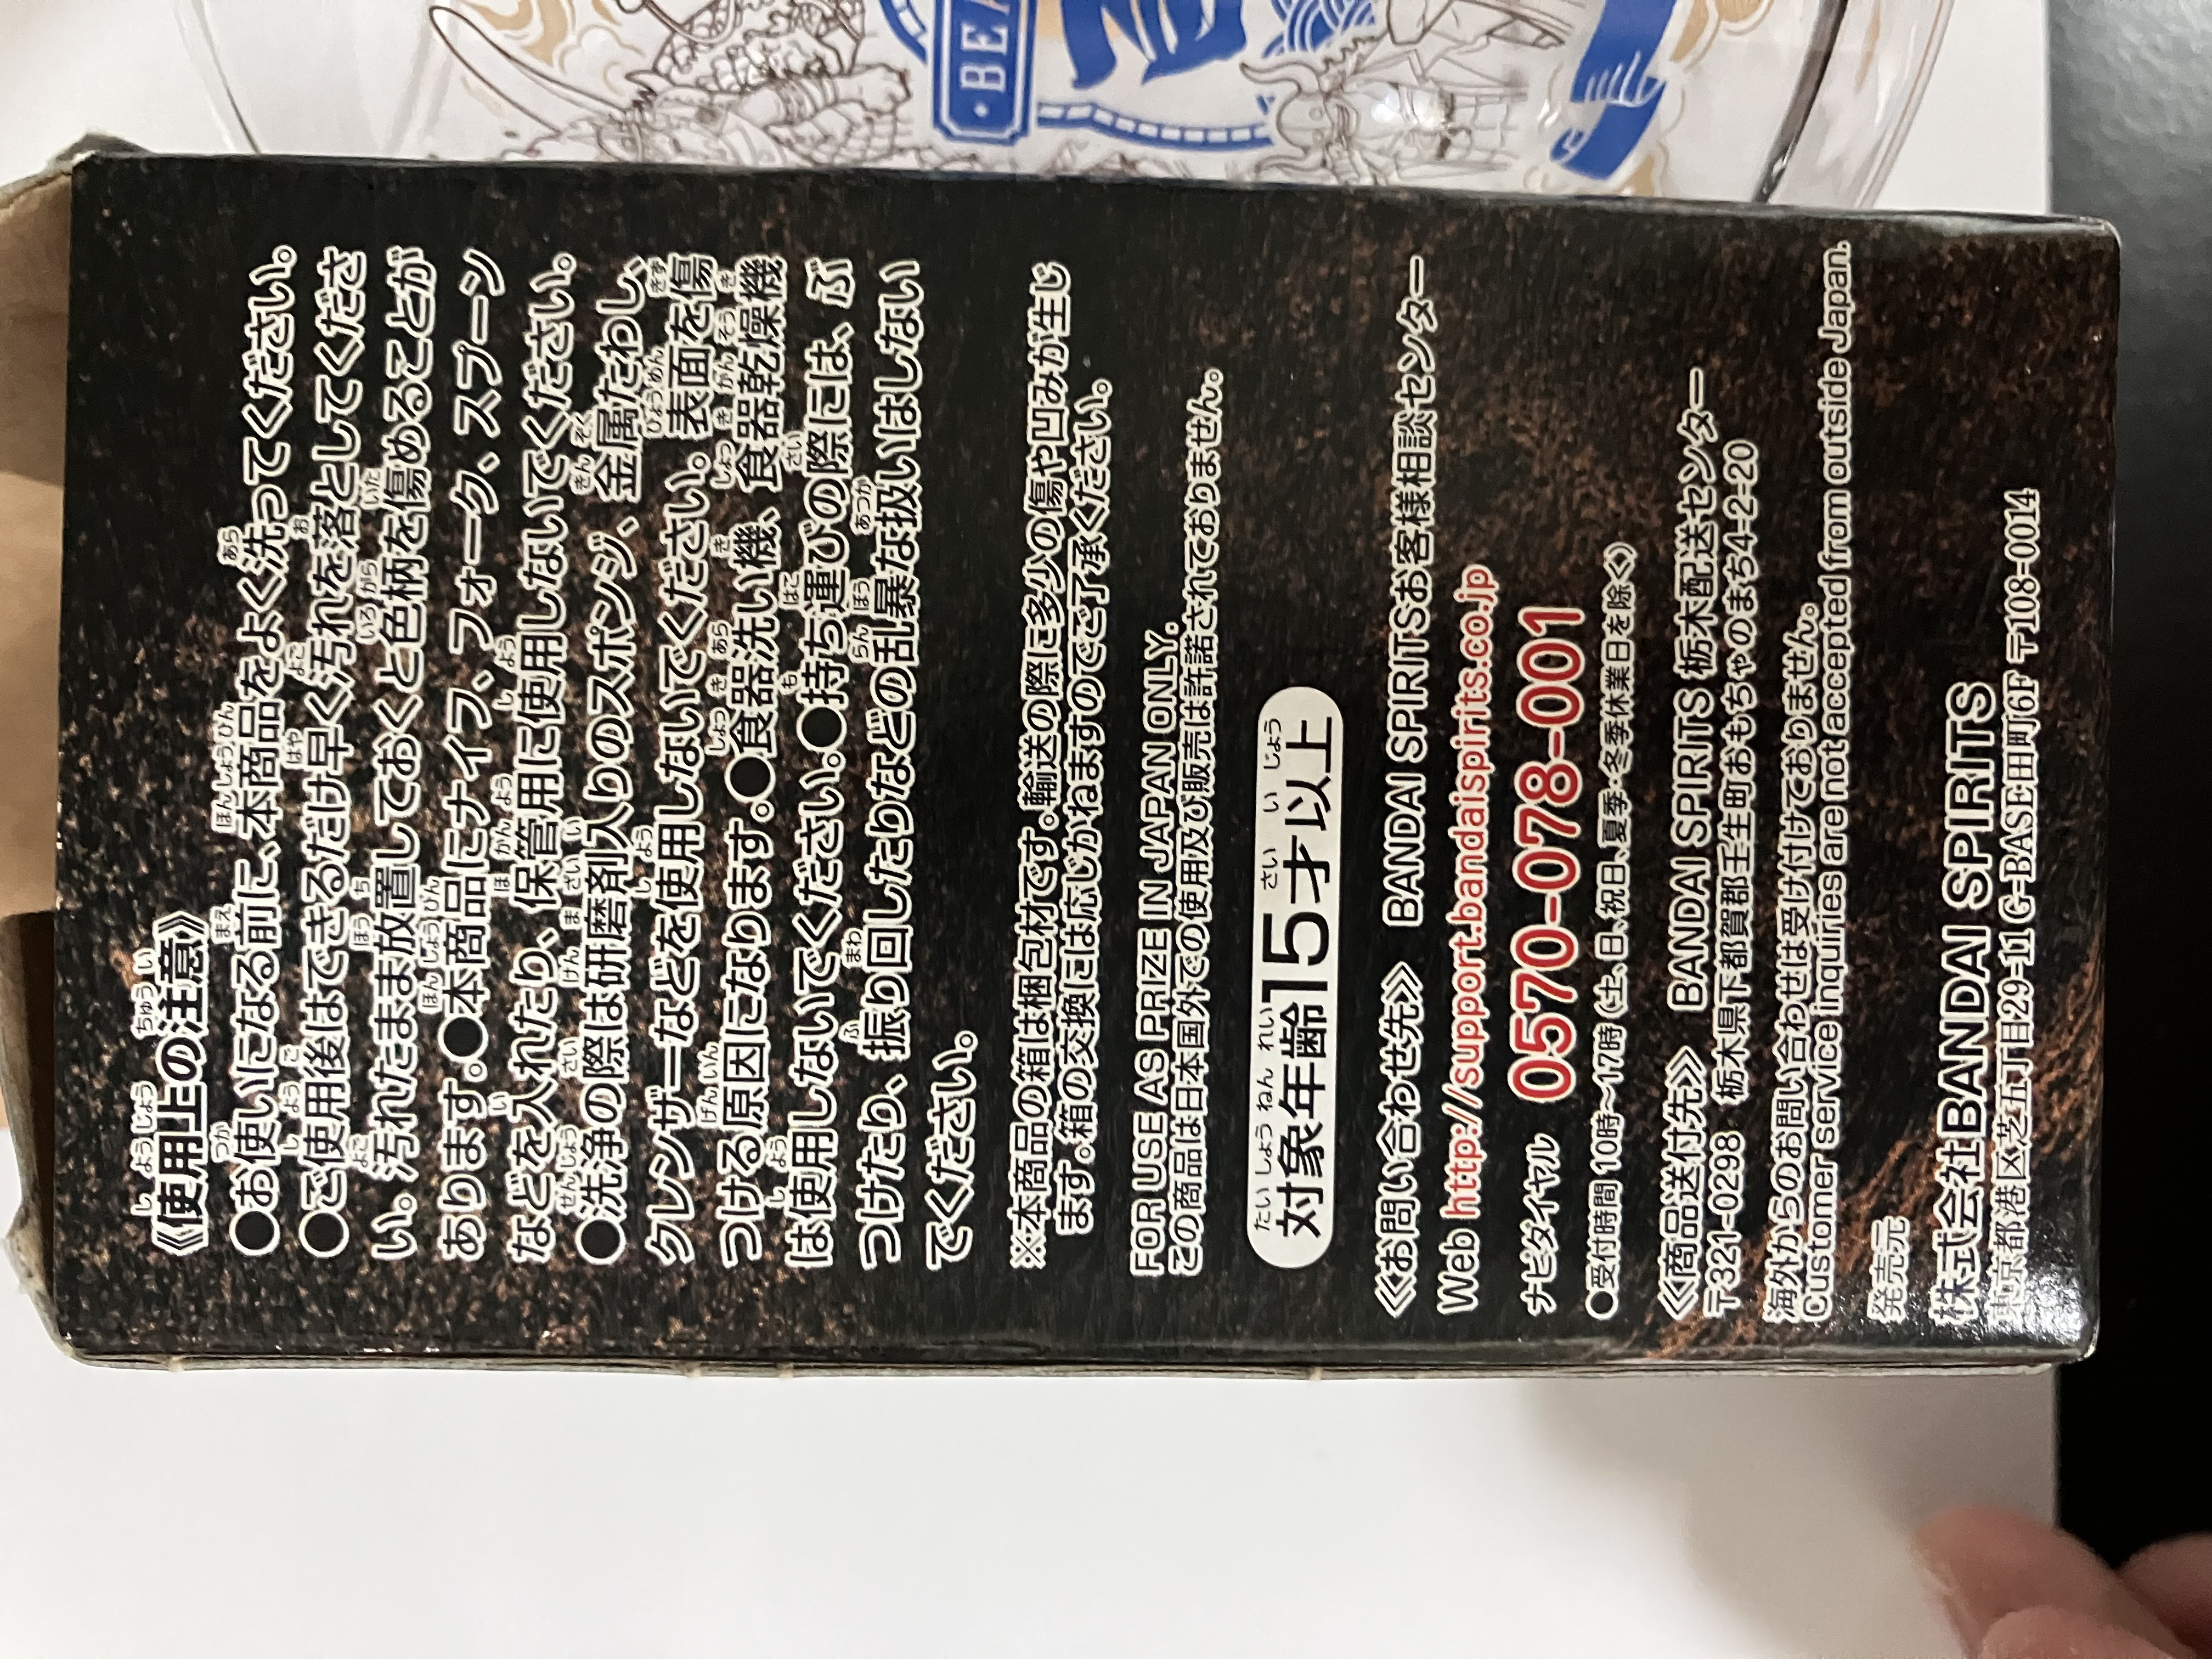 《使用上の注意》
●お使いになる前に、本商品をよく洗ってください。
●ご使用後はできるだけ早く汚れを落としてくださ
い。汚れたまま放置しておくと色柄を傷めることが
あります。●本商品にナイフ、フォーク、スプーン
などを入れたり、保管用に使用しないでください。
●洗浄の際は研磨剤入りのスポンジ、金属たわし、
クレンザーなどを使用しないでください。表面を傷
つける原因になります。●食器洗い機、食器乾燥機
は使用しないでください。●持ち運びの際には、ぶ
つけたり、振り回したりなどの乱暴な扱いはしない
でください。
※本商品の箱は梱包材です。輸送の際に多少の傷や凹みが生じ
ます。箱の交換には応じかねますのでご了承ください。
FOR USE AS PRIZE IN JAPAN ONLY.
この商品は日本国外での使用及び販売は許諾されておりません。
対象年齢15才以上
《お問い合わせ先》 BANDAI SPIRITSお客様相談センター
Web http://support.bandaispirits.co.jp
ナビダイヤル 0570-078-001
●受付時間10時～17時(土、日、祝日、夏季・冬季休業日を除く)
《商品送付先》 BANDAI SPIRITS 栃木配送センター
〒321-0298 栃木県下都賀郡壬生町おもちゃのまち4-2-20
海外からのお問い合わせは受け付けておりません。
Customer service inquiries are not accepted from outside Japan.
発売元
株式会社BANDAI SPIRITS
東京都港区芝五丁目29-11 G-BASE田町6F 〒108-0014